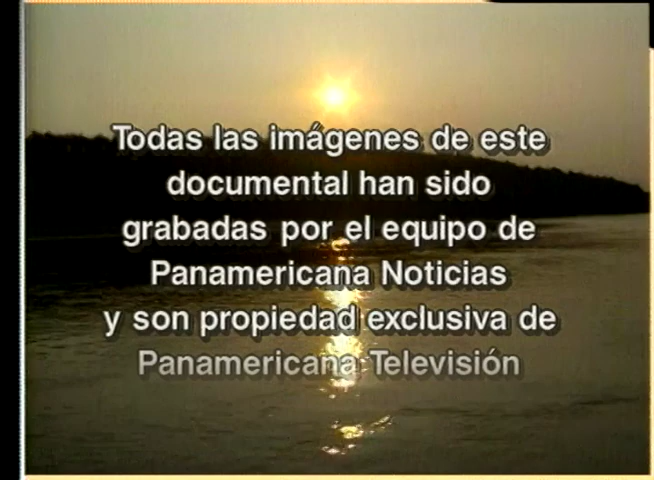 Todas las imágenes de este
documental han sido
grabadas por el equipo de
Panamericana Noticias
y son propiedad exclusiva de
Panamericana Televisión